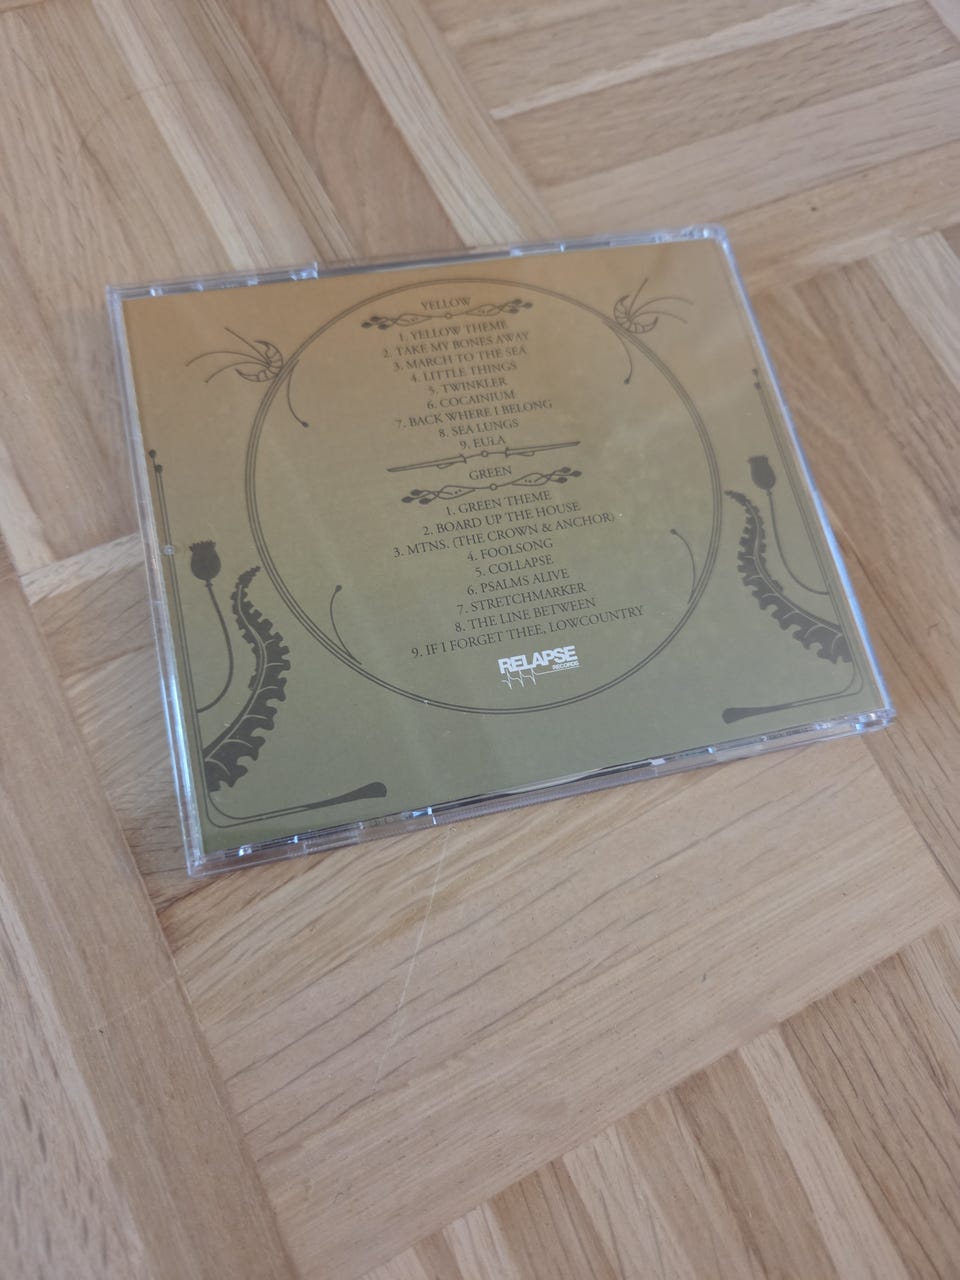 YELLOW
1. YELLOW THEME
2. TAKE MY BONES AWAY
3. MARCH TO THE SEA
4. LITTLE THINGS
5. TWINKLER
6. COCAINIUM
7. BACK WHERE I BELONG
8. SEA LUNGS
9. EULA
GREEN
1. GREEN THEME
2. BOARD UP THE HOUSE
3. MTNS. (THE CROWN & ANCHOR)
4. FOOLSONG
5. COLLAPSE
6. PSALMS ALIVE
7. STRETCHMARKER
8. THE LINE BETWEEN
9. IF I FORGET THEE, LOWCOUNTRY
RELAPSE
RECORDS